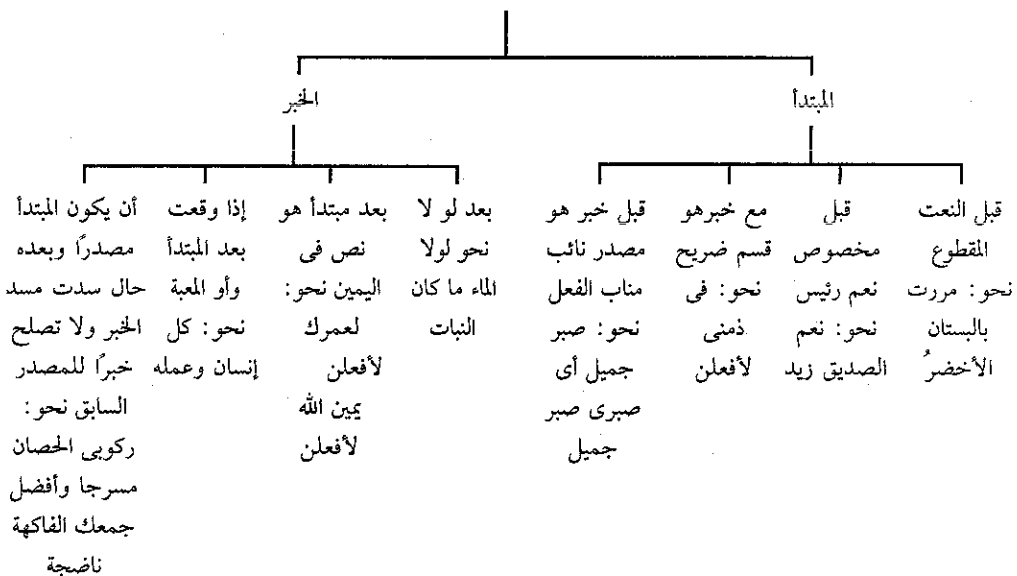 المبتدأ
الخبر
قبل النعت
المقطوع
نحو: مررت
بالبستان
الأخضرُ
قبل
مخصوص
نعم رئيس
نحو: نعم
الصديق زيد
مع خبرهو
قسم ضريح
نحو: فى
ذمنى
لأفعلن
قبل خبر هو
مصدر نائب
مناب الفعل
نحو: صبر
جميل أى
صبرى صبر
جميل
بعد لو لا
نحو لولا
الماء ما كان
النبات
بعد مبتدأ هو
نص فى
اليمين نحو:
لعمرك
لأفعلن
يمين الله
لأفعلن
إذا وقعت
بعد المبتدأ
وأو المعبة
نحو: كل
إنسان وعمله
أن يكون المبتدأ
مصدرًا وبعده
حال سدت مسد
الخبر ولا تصلح
خبرًا للمصدر
السابق نحو:
ركوبى الحصان
مسرجا وأفضل
جمعك الفاكهة
ناضجة